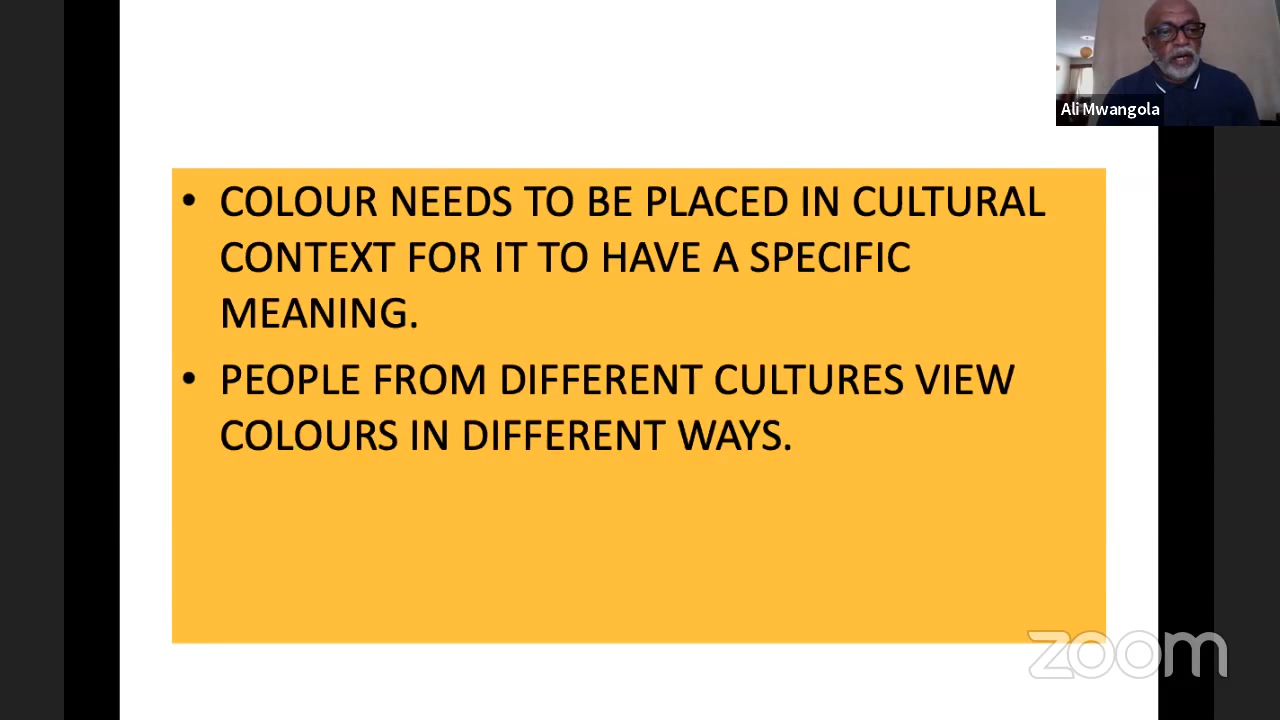 Ali Mwangola
• COLOUR NEEDS TO BE PLACED IN CULTURAL
CONTEXT FOR IT TO HAVE A SPECIFIC
MEANING.
• PEOPLE FROM DIFFERENT CULTURES VIEW
COLOURS IN DIFFERENT WAYS.
zoom